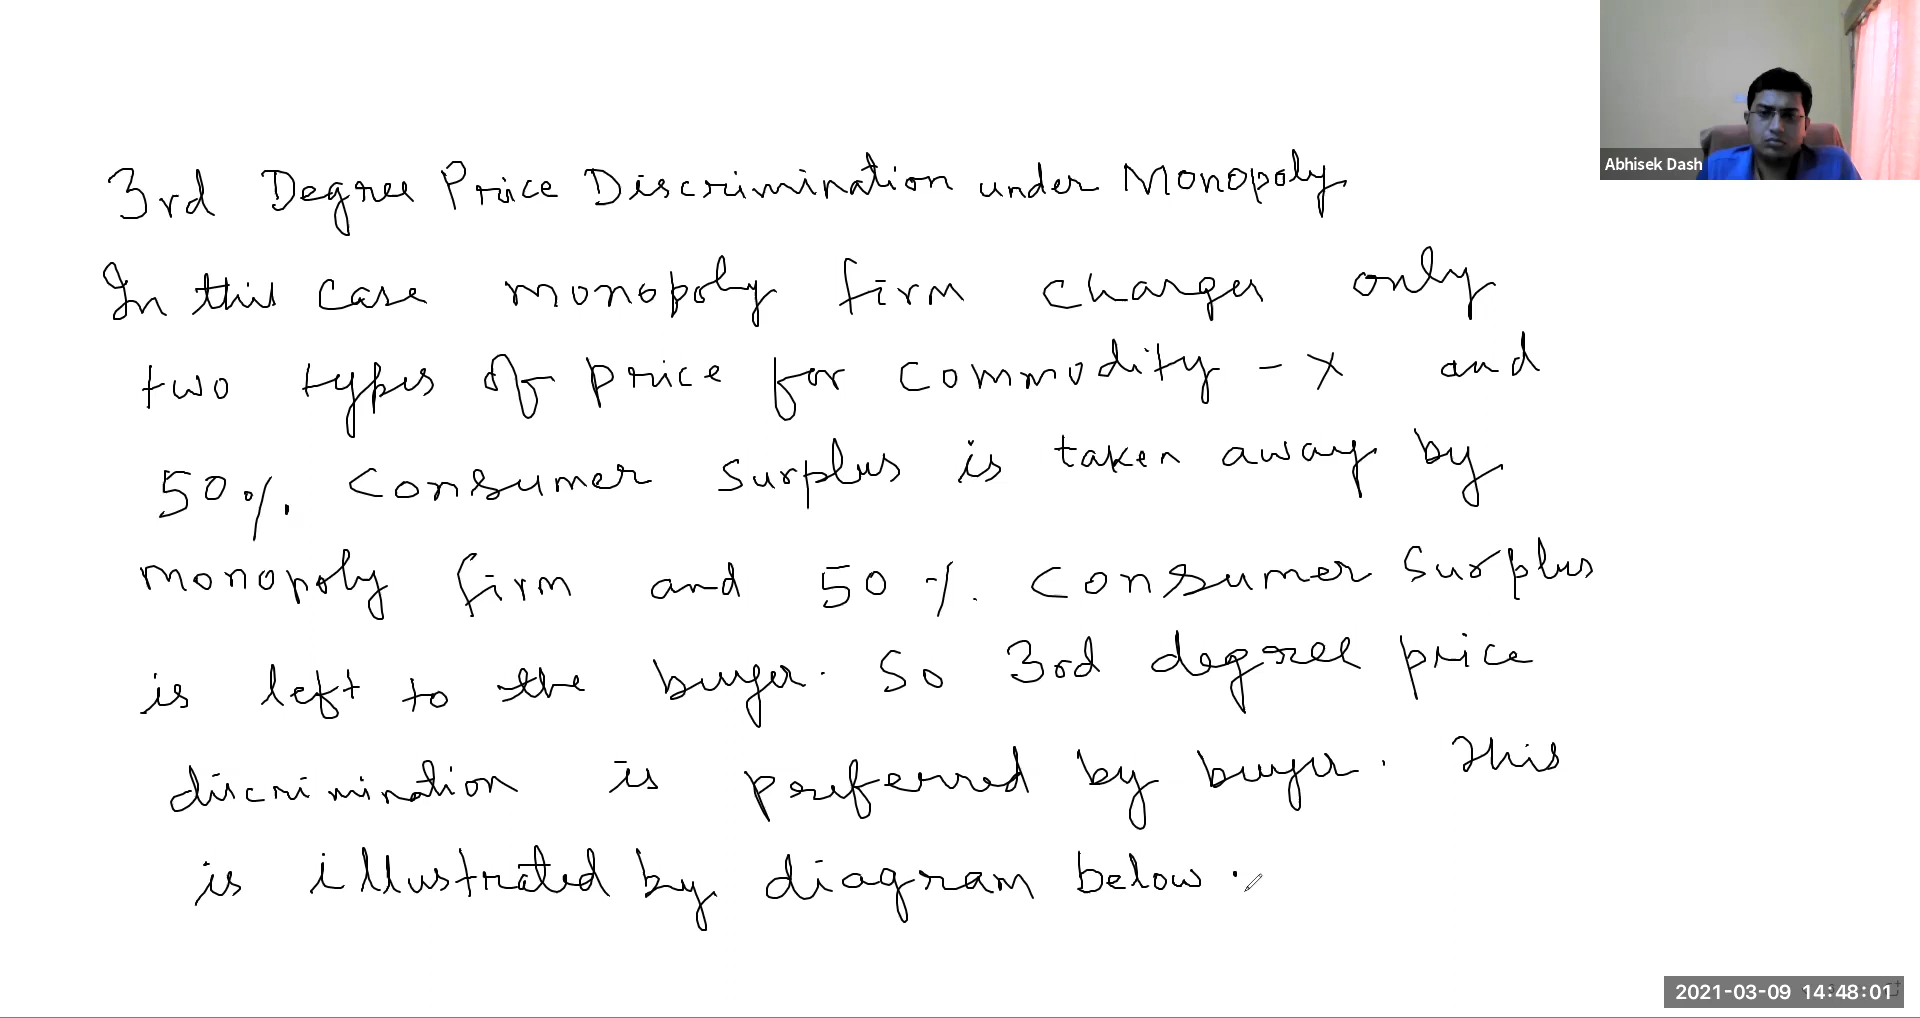 Abhisek Dash
3rd Degree Price Discrimination under Monopoly
In this case monopoly firm charges only
two types of price for commodity - X and
50%. Consumer Surplus is taken away by
monopoly firm and 50%. Consumer Surplus
is left to the buyer. So 3rd degree price
discrimination is preferred by buyer. This
is illustrated by diagram below.
2021-03-09 14:48:01